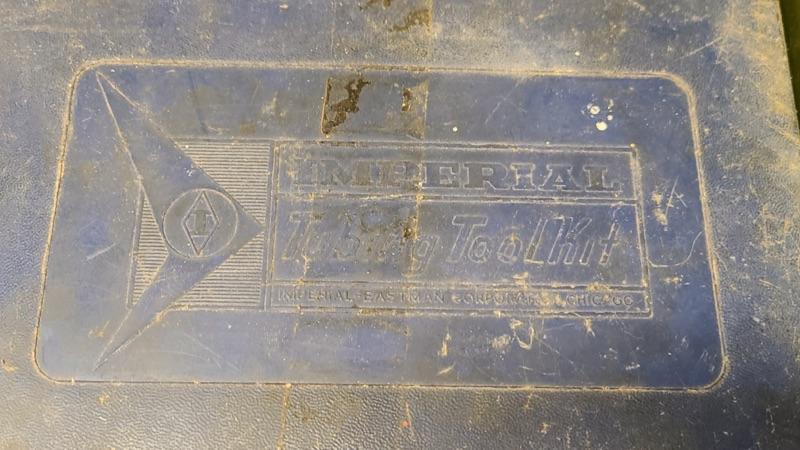 I
IMPERIAL
Tubing Tool Kit
IMPERIAL-EASTMAN CORPORATION, CHICAGO